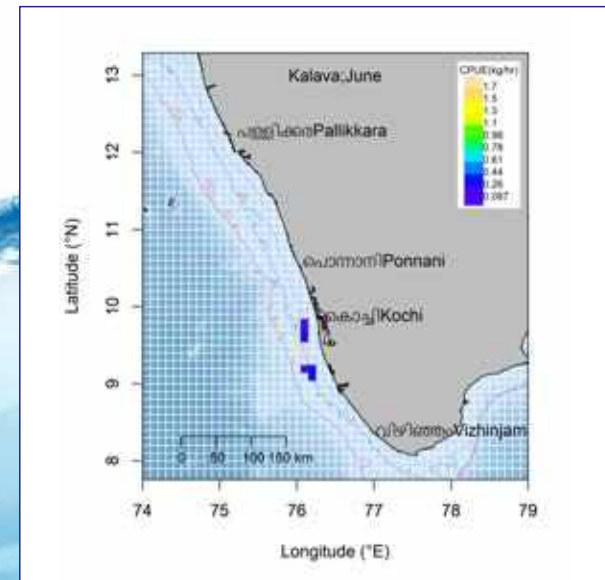 Kalava;June
CPUE(kg/hr)
1.7
1.5
1.3
1.1
0.96
0.78
0.61
0.44
0.26
0.087
പള്ളിക്കരPallikkara
പൊന്നാനിPonnani
കൊച്ചിKochi
വിഴിഞ്ഞംVizhinjam
0 50 100 150 km
13
12
11
10
9
8
Latitude (°N)
74 75 76 77 78 79
Longitude (°E)